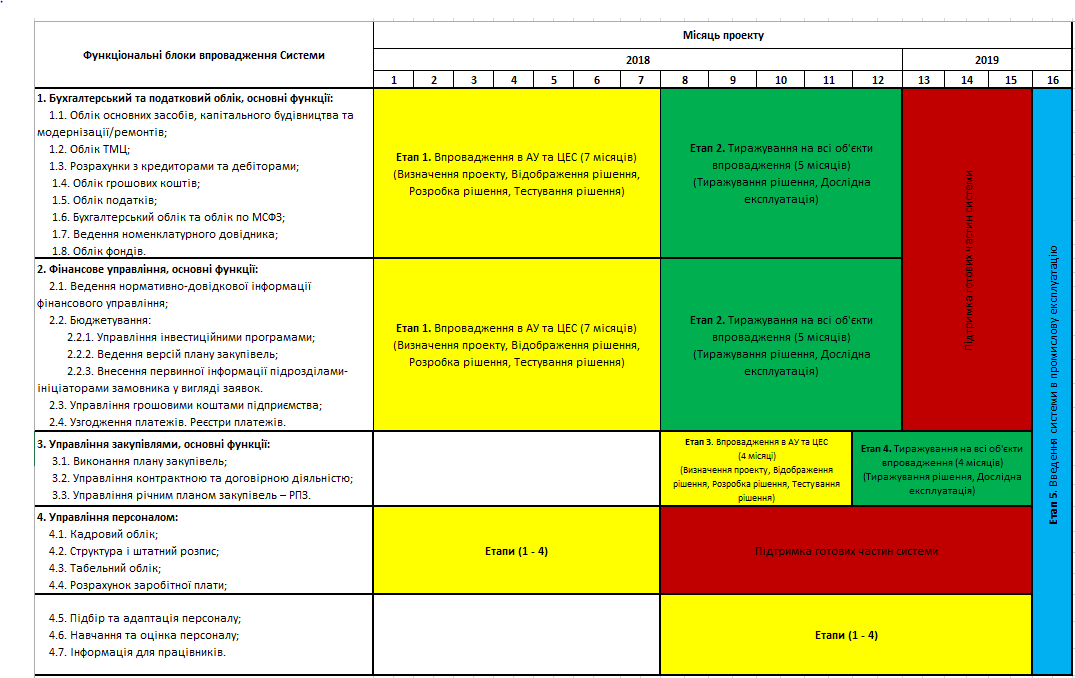 Функціональні блоки впровадження Системи
Місяць проекту
2018
2019
1 2 3 4 5 6 7 8 9 10 11 12 13 14 15 16
1. Бухгалтерський та податковий облік, основні функції:
1.1. Облік основних засобів, капітального будівництва та
модернізації/ремонтів;
1.2. Облік ТМЦ;
1.3. Розрахунки з кредиторами та дебіторами;
1.4. Облік грошових коштів;
1.5. Облік податків;
1.6. Бухгалтерський облік та облік по МСФЗ;
1.7. Ведення номенклатурного довідника;
1.8. Облік фондів.
Етап 1. Впровадження в АУ та ЦЕС (7 місяців)
(Визначення проекту, Відображення рішення,
Розробка рішення, Тестування рішення)
Етап 2. Тиражування на всі об'єкти
впровадження (5 місяців)
(Тиражування рішення, Дослідна
експлуатація)
Підтримка готових частин системи
Етап 5. Введення системи в промислову експлуатацію
2. Фінансове управління, основні функції:
2.1. Ведення нормативно-довідкової інформації
фінансового управління;
2.2. Бюджетування:
2.2.1. Управління інвестиційними програмами;
2.2.2. Ведення версій плану закупівель;
2.2.3. Внесення первинної інформації підрозділами-
ініціаторами замовника у вигляді заявок.
2.3. Управління грошовими коштами підприємства;
2.4. Узгодження платежів. Реєстри платежів.
Етап 1. Впровадження в АУ та ЦЕС (7 місяців)
(Визначення проекту, Відображення рішення,
Розробка рішення, Тестування рішення)
Етап 2. Тиражування на всі об'єкти
впровадження (5 місяців)
(Тиражування рішення, Дослідна
експлуатація)
3. Управління закупівлями, основні функції:
3.1. Виконання плану закупівель;
3.2. Управління контрактною та договірною діяльністю;
3.3. Управління річним планом закупівель – РПЗ.
Етап 3. Впровадження в АУ та ЦЕС
(4 місяці)
(Визначення проекту, Відображення
рішення, Розробка рішення, Тестування
рішення)
Етап 4. Тиражування на всі об'єкти
впровадження (4 місяців)
(Тиражування рішення, Дослідна
експлуатація)
4. Управління персоналом:
4.1. Кадровий облік;
4.2. Структура і штатний розпис;
4.3. Табельний облік;
4.4. Розрахунок заробітної плати;
Етапи (1 - 4)
Підтримка готових частин системи
4.5. Підбір та адаптація персоналу;
4.6. Навчання та оцінка персоналу;
4.7. Інформація для працівників.
Етапи (1 - 4)